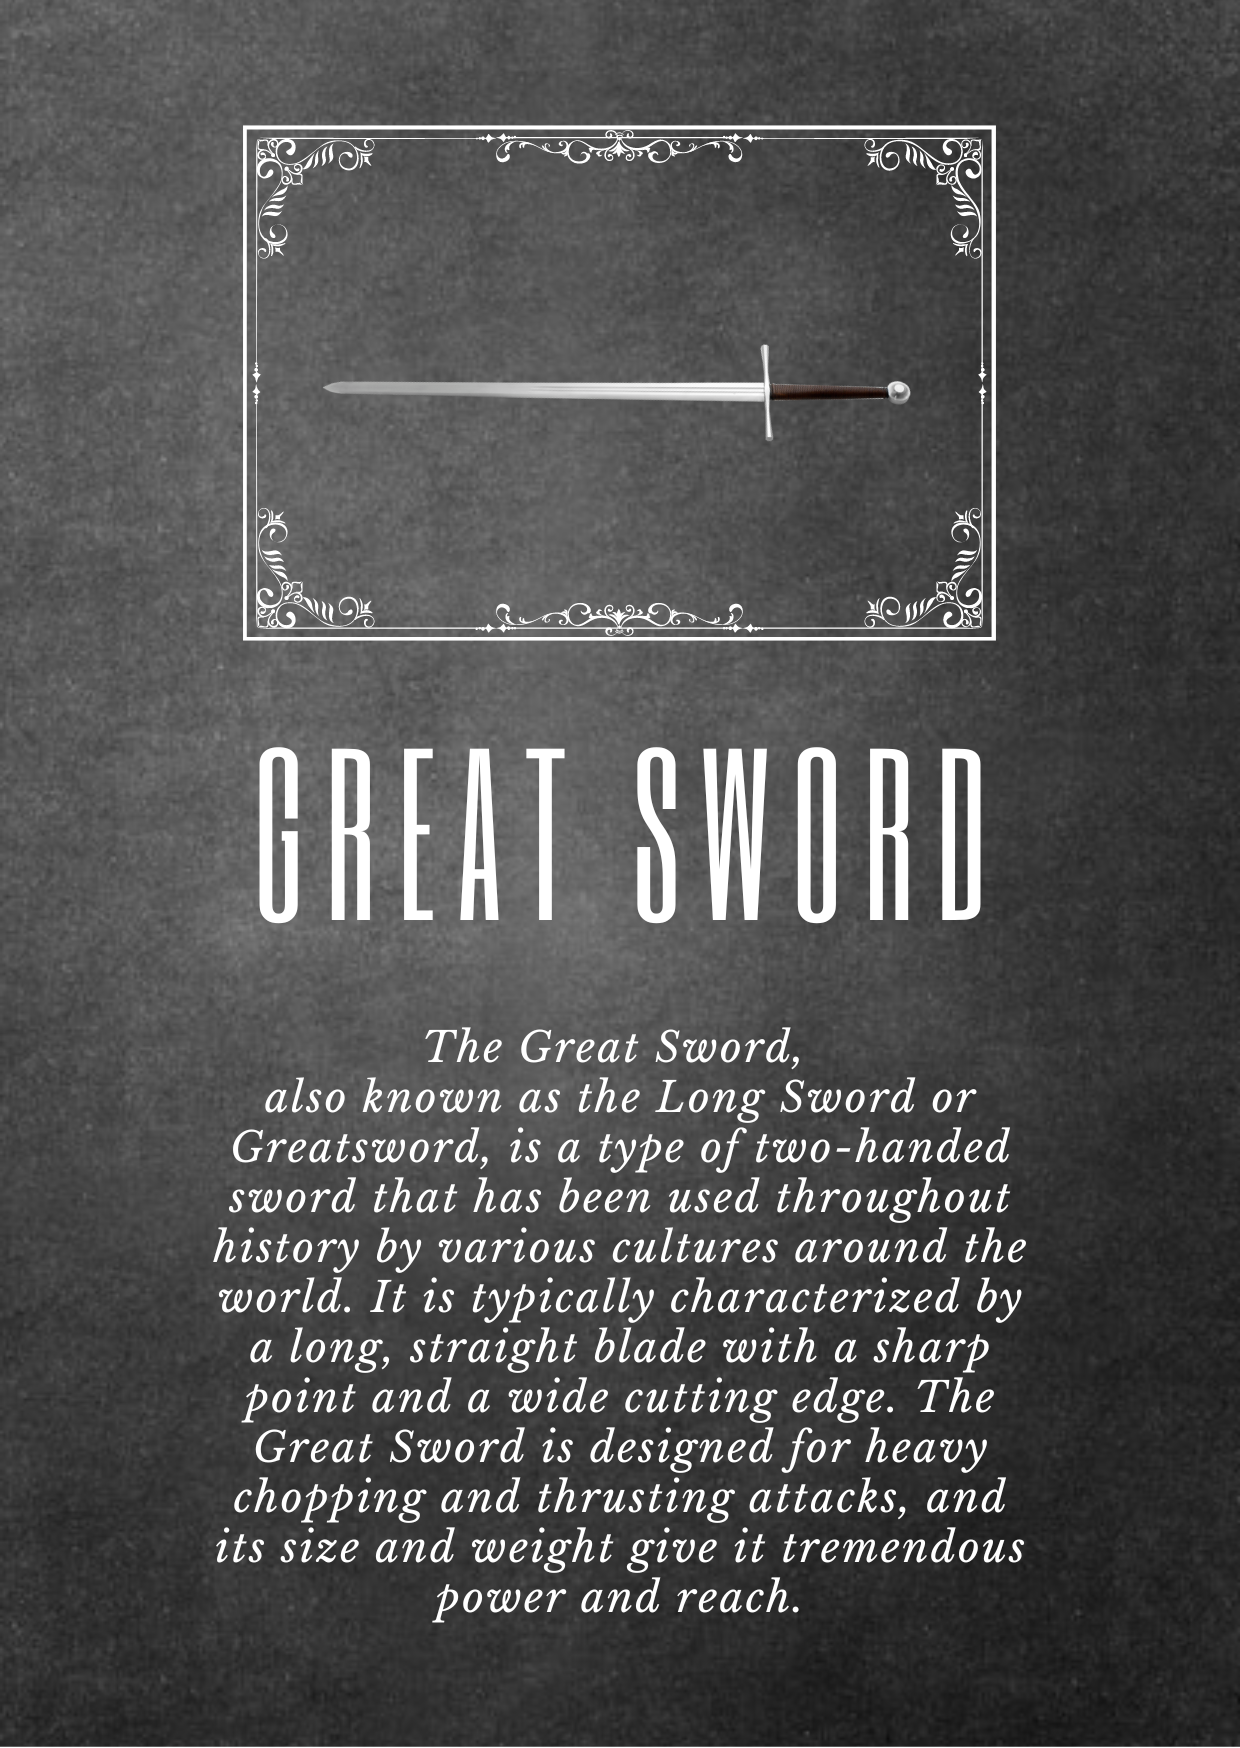 GREAT SWORD
The Great Sword,
also known as the Long Sword or
Greatsword, is a type of two-handed
sword that has been used throughout
history by various cultures around the
world. It is typically characterized by
a long, straight blade with a sharp
point and a wide cutting edge. The
Great Sword is designed for heavy
chopping and thrusting attacks, and
its size and weight give it tremendous
power and reach.